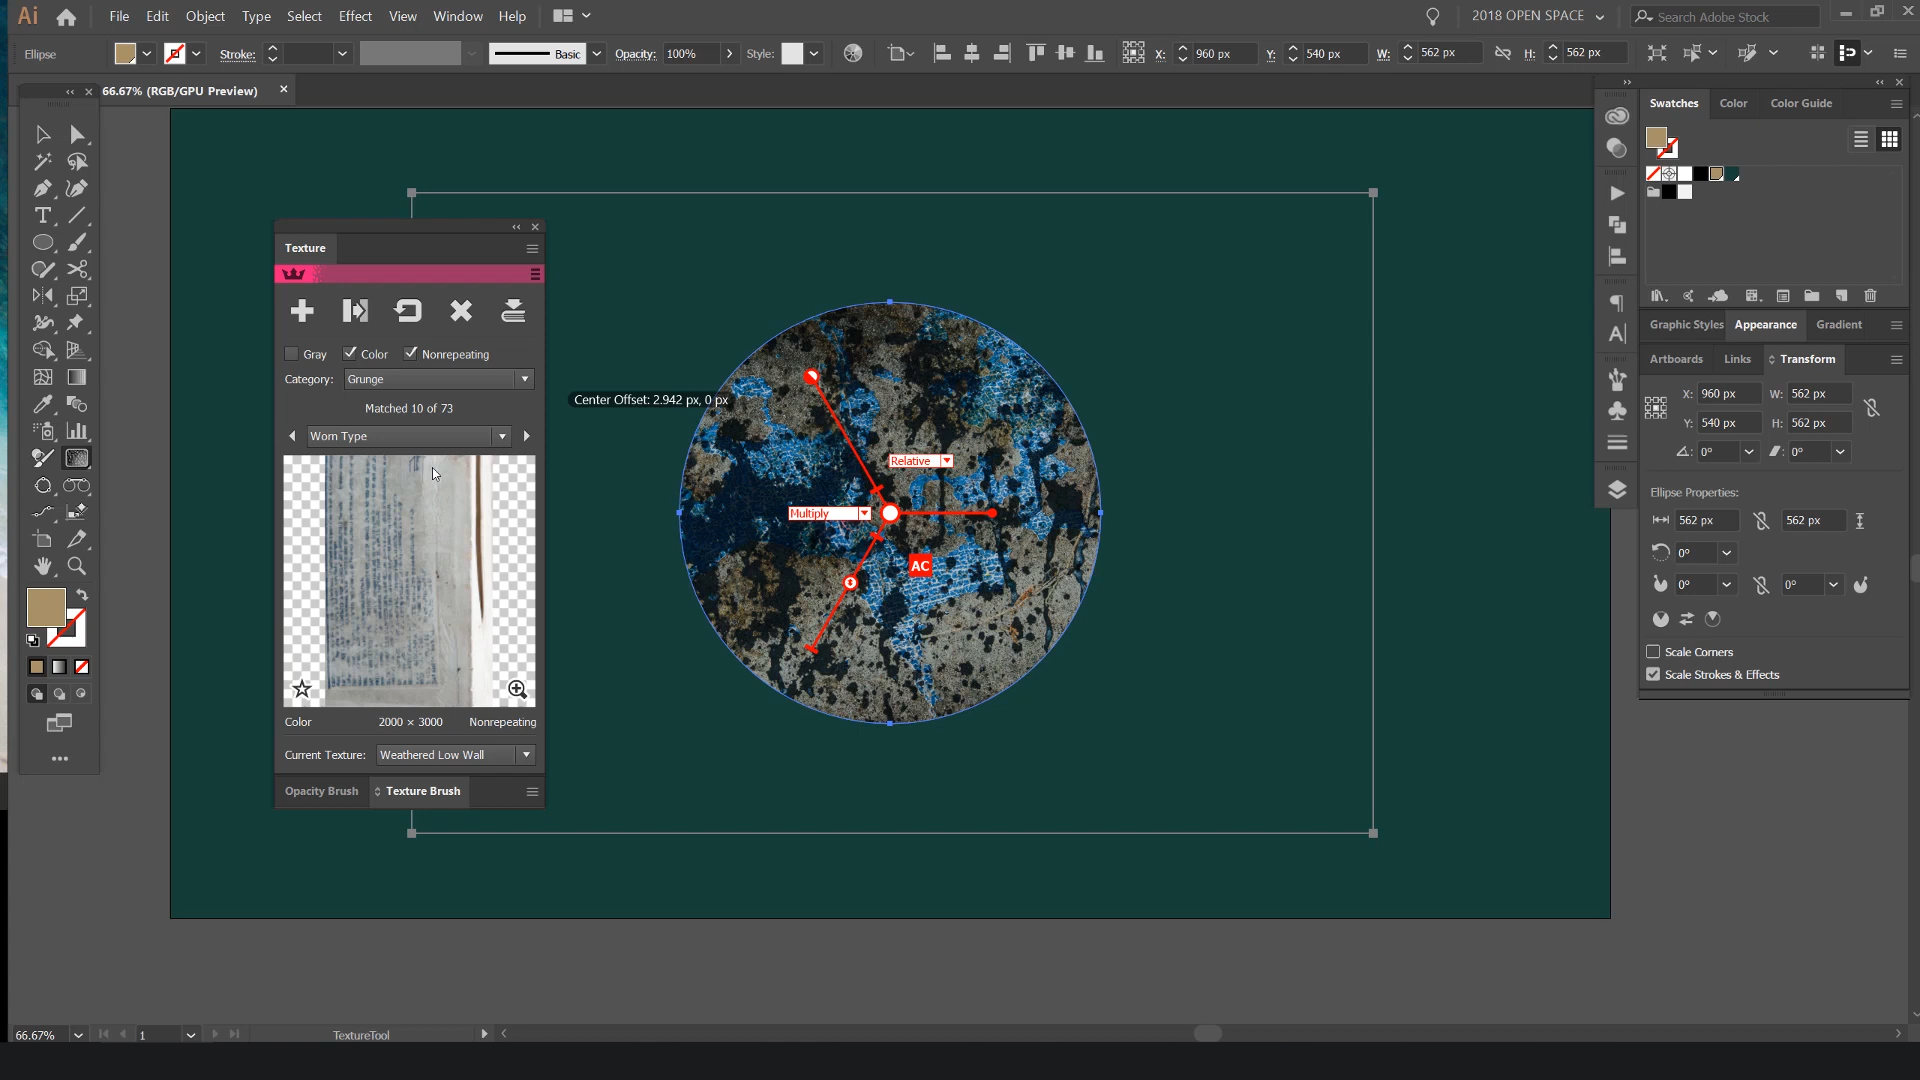 Ai File Edit Object Type Select Effect View Window Help 2018 OPEN SPACE Search Adobe Stock
Ellipse Stroke: Basic Opacity: 100% Style: X: 960 px Y: 540 px W: 562 px H: 562 px
66.67% (RGB/GPU Preview)
Swatches Color Color Guide
Graphic Styles Appearance Gradient
Artboards Links Transform
X: 960 px W: 562 px
Y: 540 px H: 562 px
0° 0°
Ellipse Properties:
562 px 562 px
0°
0° 0°
Scale Corners
Scale Strokes & Effects
Texture
Gray Color Nonrepeating
Category: Grunge
Matched 10 of 73
Worn Type
Color 2000 × 3000 Nonrepeating
Current Texture: Weathered Low Wall
Opacity Brush Texture Brush
Center Offset: 2.942 px, 0 px
Relative
Multiply
AC
66.67% 1 TextureTool